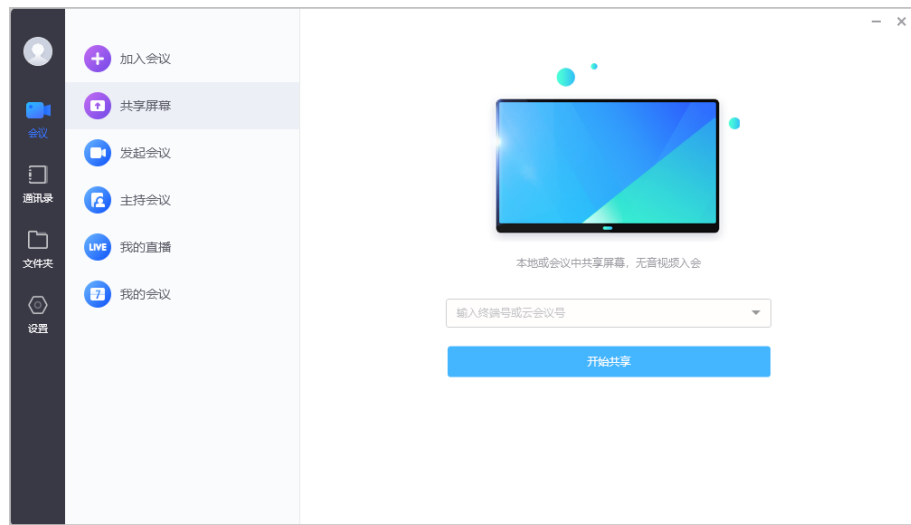 会议
通讯录
文件夹
设置
加入会议
共享屏幕
发起会议
主持会议
LIVE
我的直播
7
我的会议
本地或会议中共享屏幕，无音视频入会
输入终端号或云会议号
开始共享